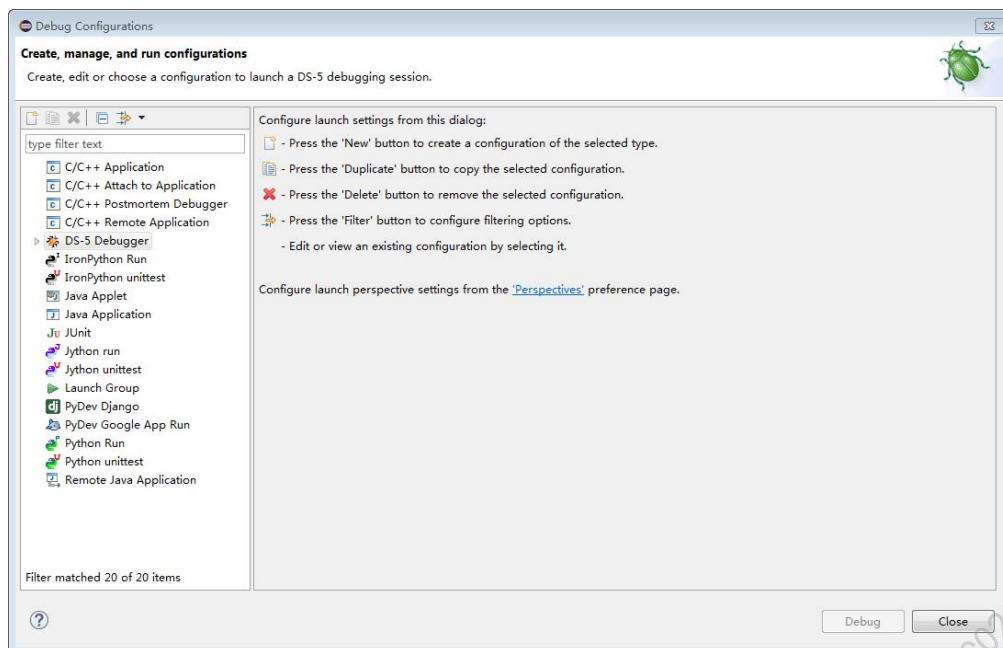 Debug Configurations
Create, manage, and run configurations
Create, edit or choose a configuration to launch a DS-5 debugging session.
type filter text
C/C++ Application
C/C++ Attach to Application
C/C++ Postmortem Debugger
C/C++ Remote Application
DS-5 Debugger
IronPython Run
IronPython unittest
Java Applet
Java Application
JUnit
Jython run
Jython unittest
Launch Group
PyDev Django
PyDev Google App Run
Python Run
Python unittest
Remote Java Application
Filter matched 20 of 20 items
Configure launch settings from this dialog:
- Press the 'New' button to create a configuration of the selected type.
- Press the 'Duplicate' button to copy the selected configuration.
- Press the 'Delete' button to remove the selected configuration.
- Press the 'Filter' button to configure filtering options.
- Edit or view an existing configuration by selecting it.
Configure launch perspective settings from the 'Perspectives' preference page.
Debug
Close